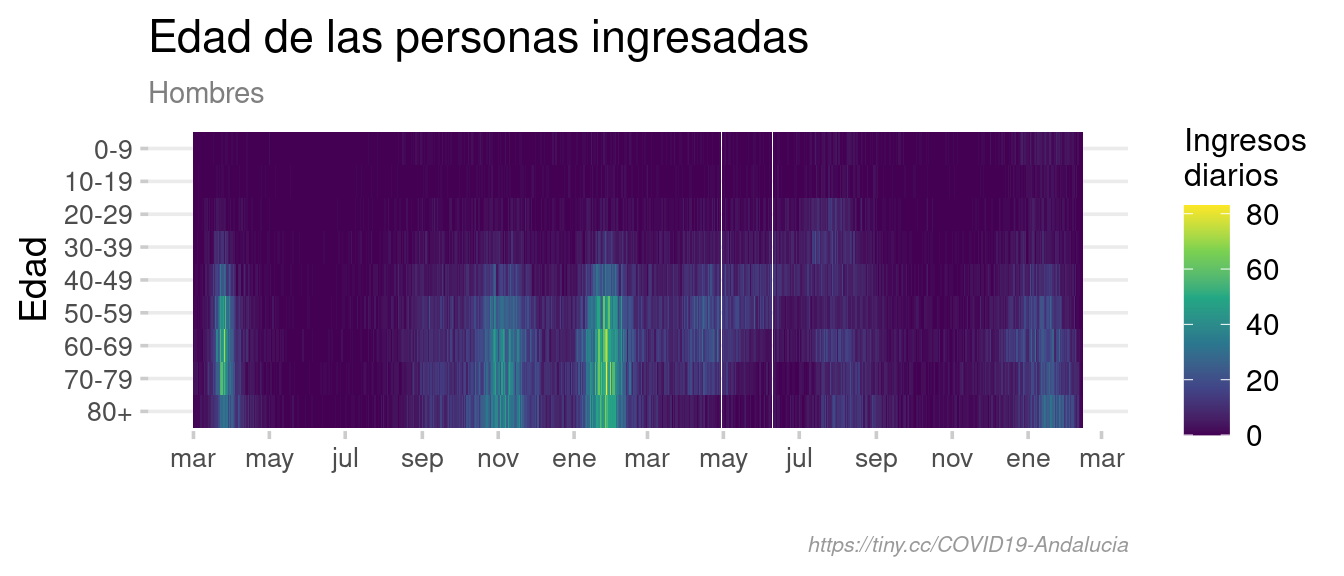 Edad de las personas ingresadas
Hombres
Edad
0-9
10-19
20-29
30-39
40-49
50-59
60-69
70-79
80+
mar may jul sep nov ene mar may jul sep nov ene mar
Ingresos
diarios
80
60
40
20
0
https://tiny.cc/COVID19-Andalucia